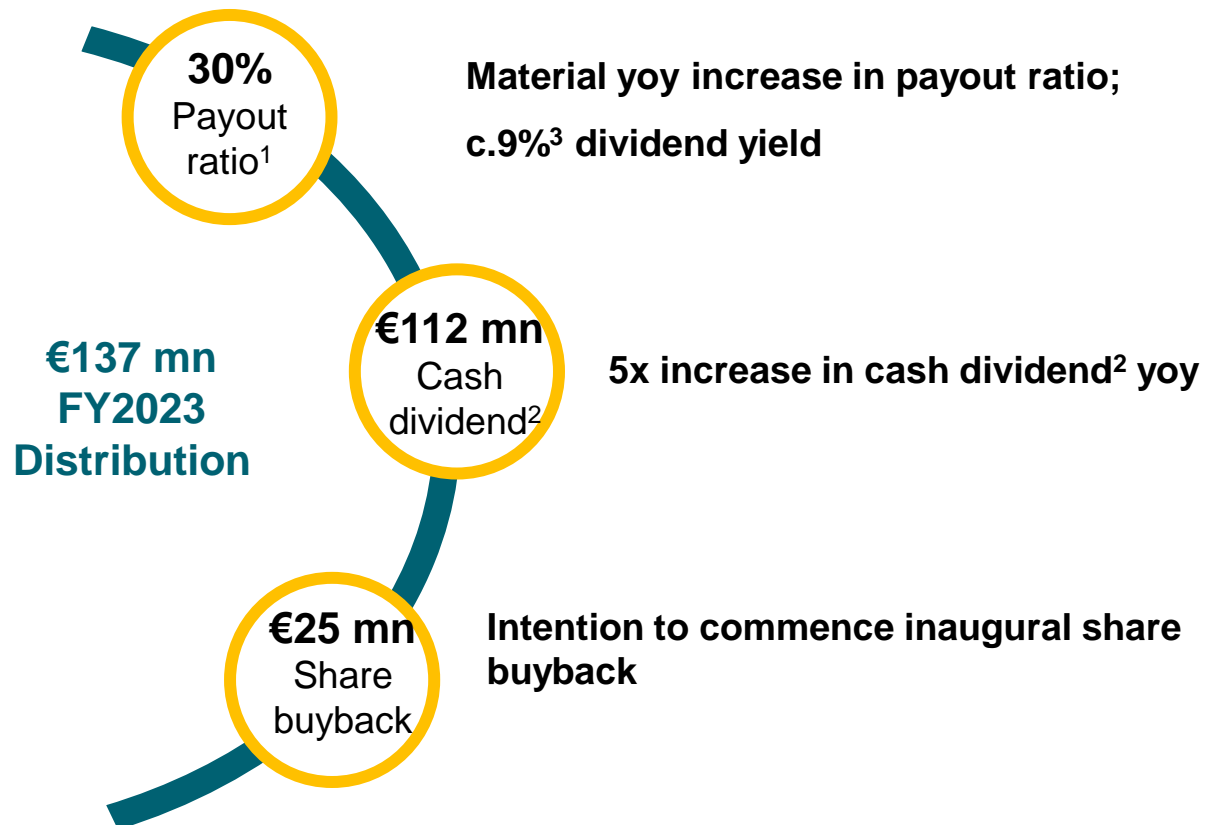 30%
Payout
ratio¹
Material yoy increase in payout ratio;
c.9%³ dividend yield
€137 mn
FY2023
Distribution
€112 mn
Cash
dividend²
5x increase in cash dividend² yoy
€25 mn
Share
buyback
Intention to commence inaugural share
buyback